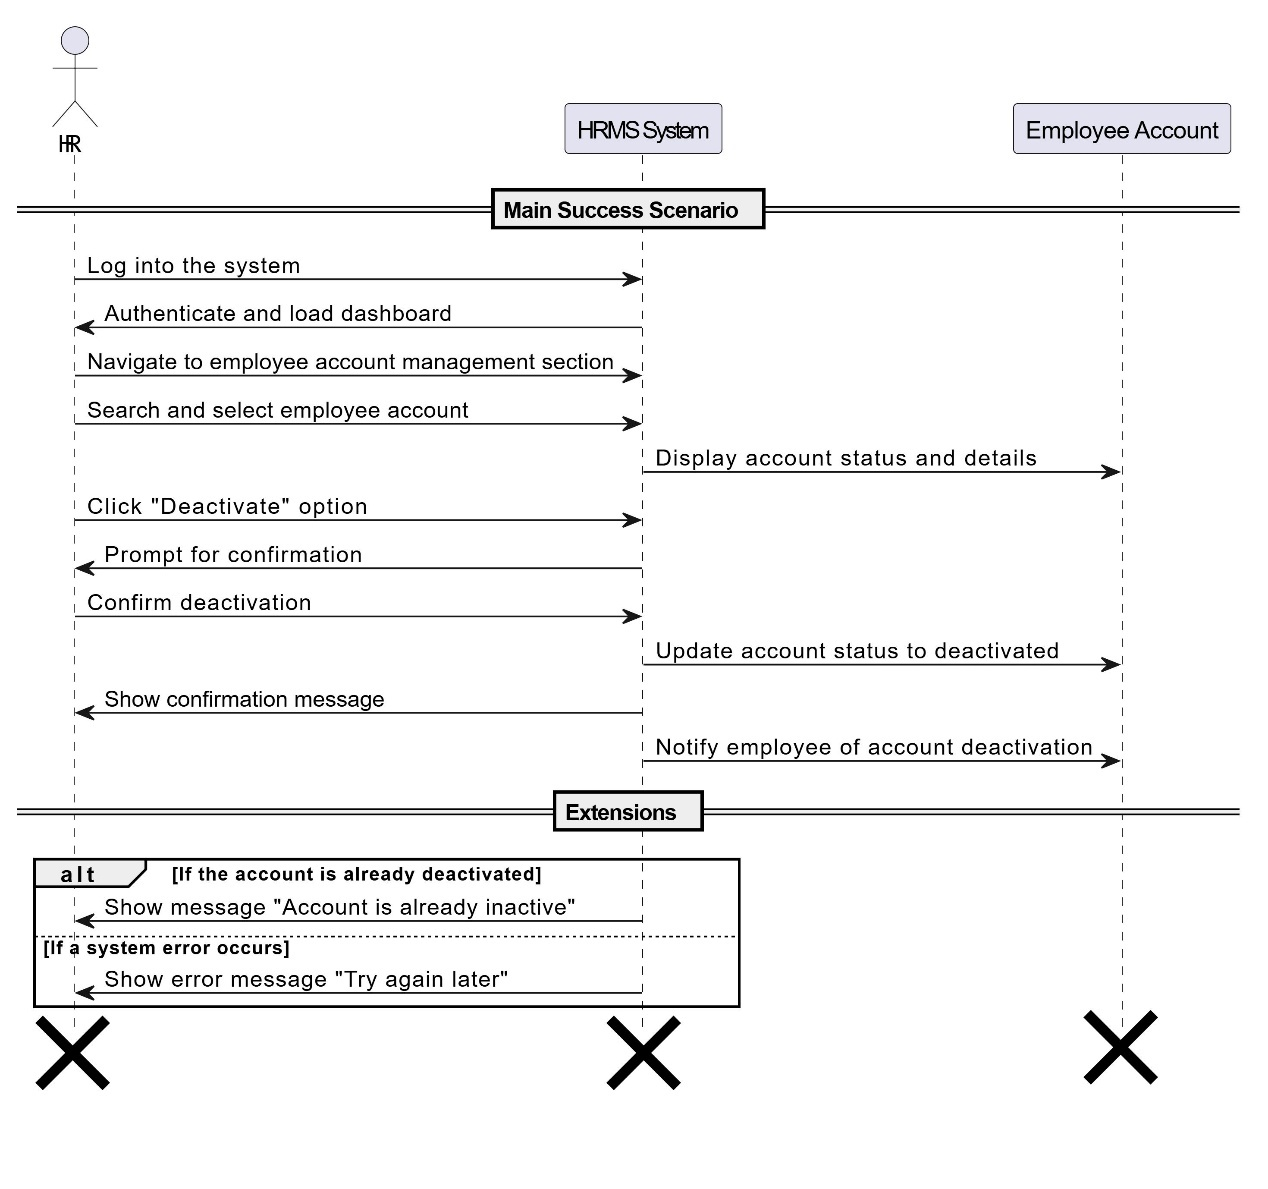 HR
HRMS System
Employee Account
Main Success Scenario
Log into the system
Authenticate and load dashboard
Navigate to employee account management section
Search and select employee account
Display account status and details
Click "Deactivate" option
Prompt for confirmation
Confirm deactivation
Update account status to deactivated
Show confirmation message
Notify employee of account deactivation
Extensions
alt [If the account is already deactivated]
Show message "Account is already inactive"
[If a system error occurs]
Show error message "Try again later"